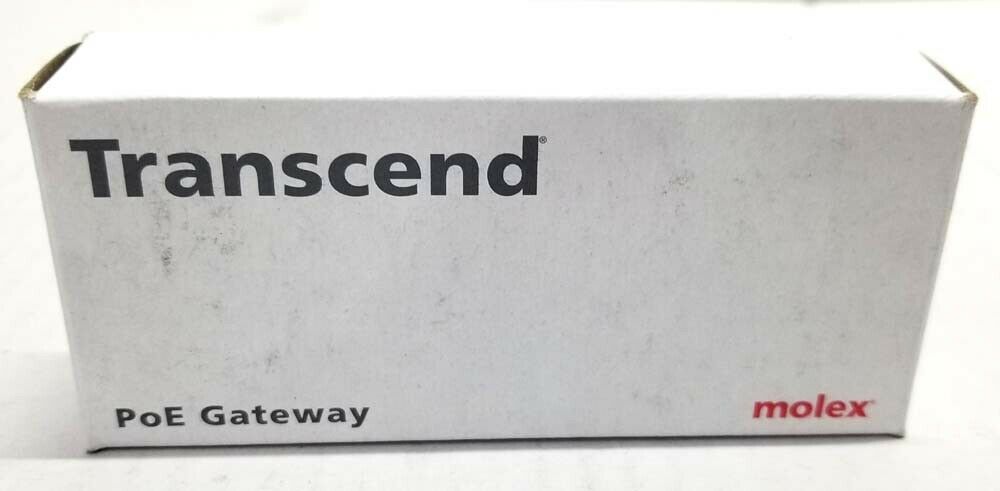 Transcend®
PoE Gateway
molex